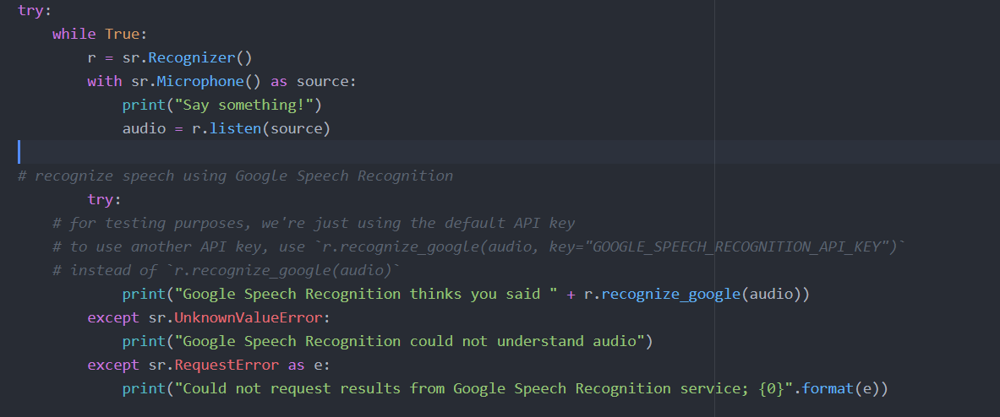 try:
    while True:
        r = sr.Recognizer()
        with sr.Microphone() as source:
            print("Say something!")
            audio = r.listen(source)

# recognize speech using Google Speech Recognition
        try:
    # for testing purposes, we're just using the default API key
    # to use another API key, use `r.recognize_google(audio, key="GOOGLE_SPEECH_RECOGNITION_API_KEY")`
    # instead of `r.recognize_google(audio)`
            print("Google Speech Recognition thinks you said " + r.recognize_google(audio))
        except sr.UnknownValueError:
            print("Google Speech Recognition could not understand audio")
        except sr.RequestError as e:
            print("Could not request results from Google Speech Recognition service; {0}".format(e))